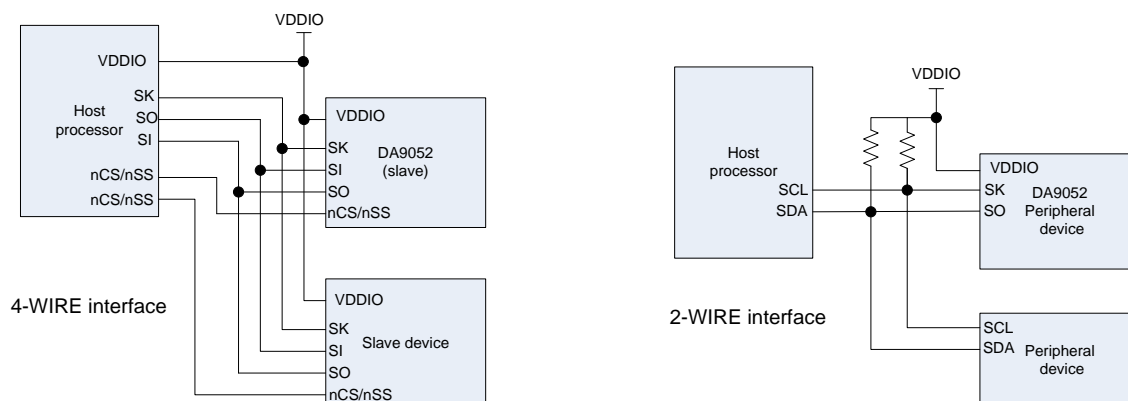 VDDIO
VDDIO
SK
SO
SI
nCS/nSS
nCS/nSS
Host
processor
VDDIO
SK
SI
SO
nCS/nSS
DA9052
(slave)
VDDIO
SK
SI
SO
nCS/nSS
Slave device
4-WIRE interface
VDDIO
Host
processor
SCL
SDA
VDDIO
SK
SO
DA9052
Peripheral
device
SCL
SDA
Peripheral
device
2-WIRE interface